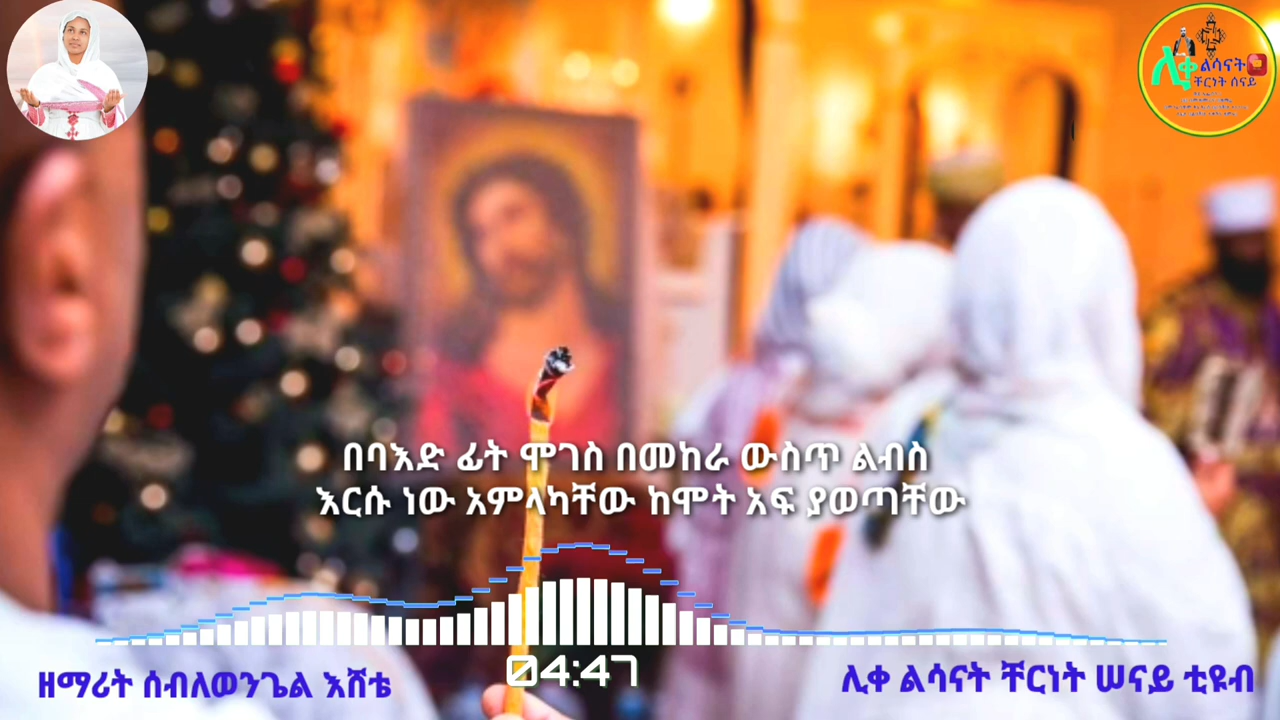 ሊቀ
ልሳናት
ቸርነት ሰናይ
በባእድ ፊት ሞገስ በመከራ ውስጥ ልብስ
እርሱ ነው አምላካቸው ከሞት አፍ ያወጣቸው
04:47
ዘማሪት ሰብለወንጌል እሸቴ
ሊቀ ልሳናት ቸርነት ሠናይ ቲዩብ